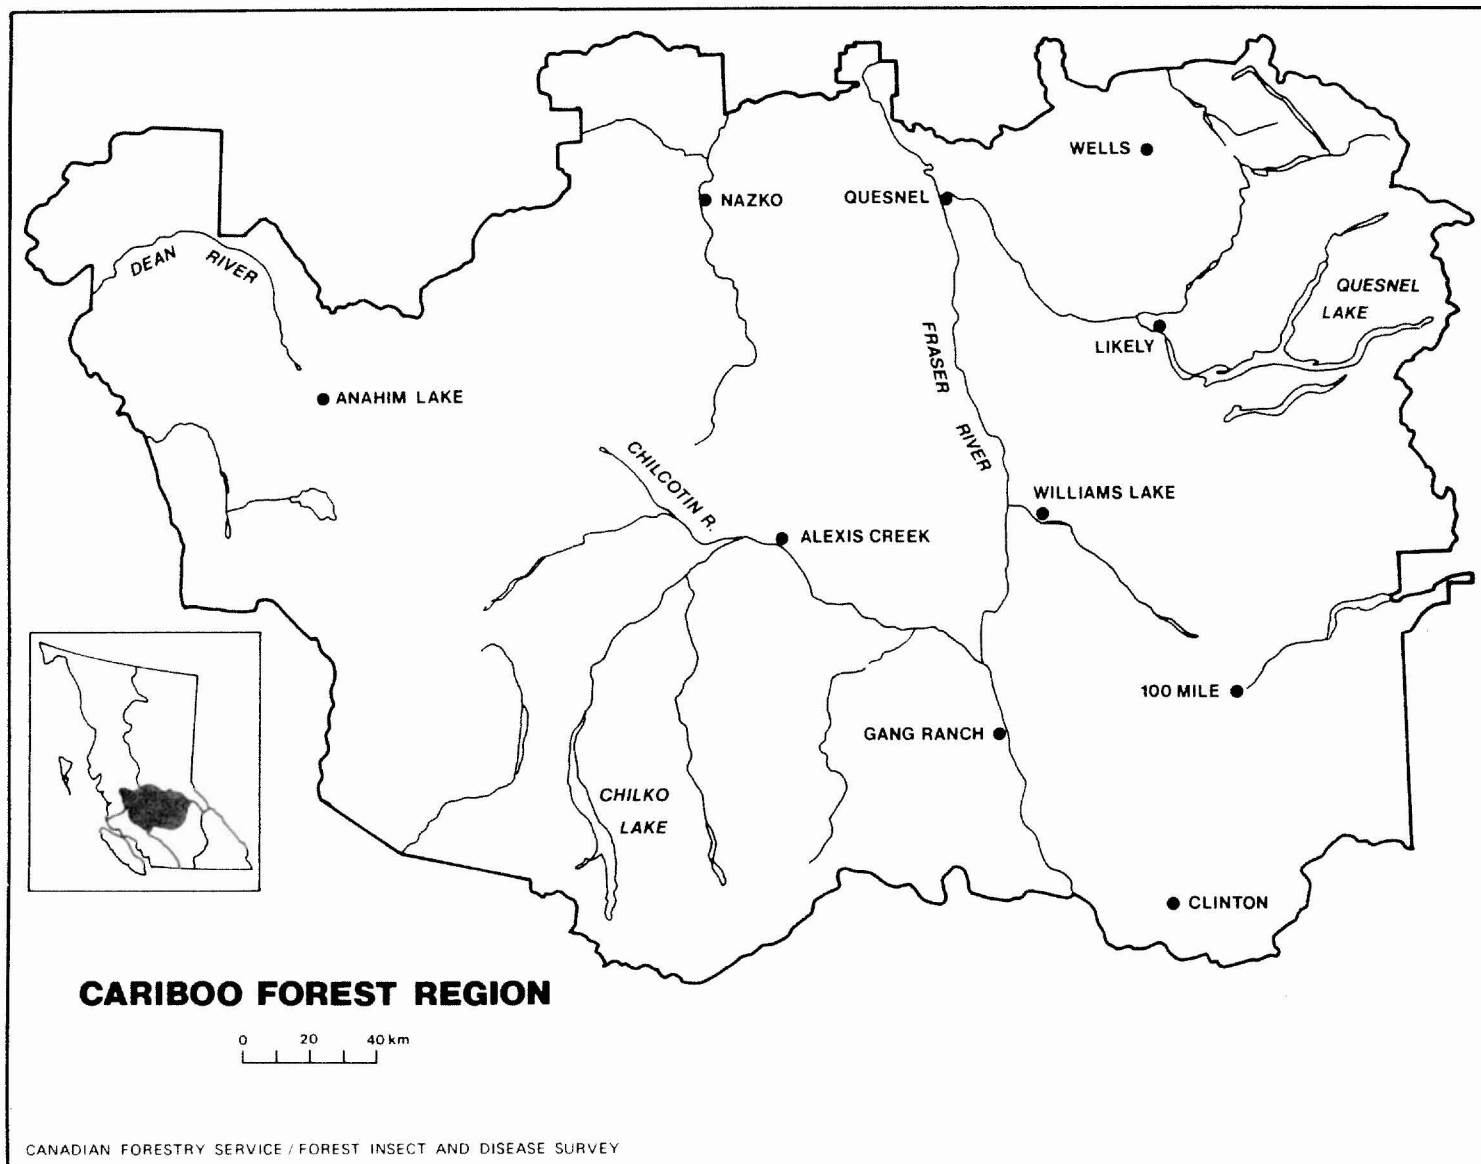 WELLS
NAZKO
QUESNEL
DEAN RIVER
QUESNEL
LAKE
LIKELY
FRASER RIVER
ANAHIM LAKE
CHILCOTIN R.
WILLIAMS LAKE
ALEXIS CREEK
100 MILE
GANG RANCH
CHILKO
LAKE
CLINTON
CARIBOO FOREST REGION
0 20 40 km
CANADIAN FORESTRY SERVICE / FOREST INSECT AND DISEASE SURVEY